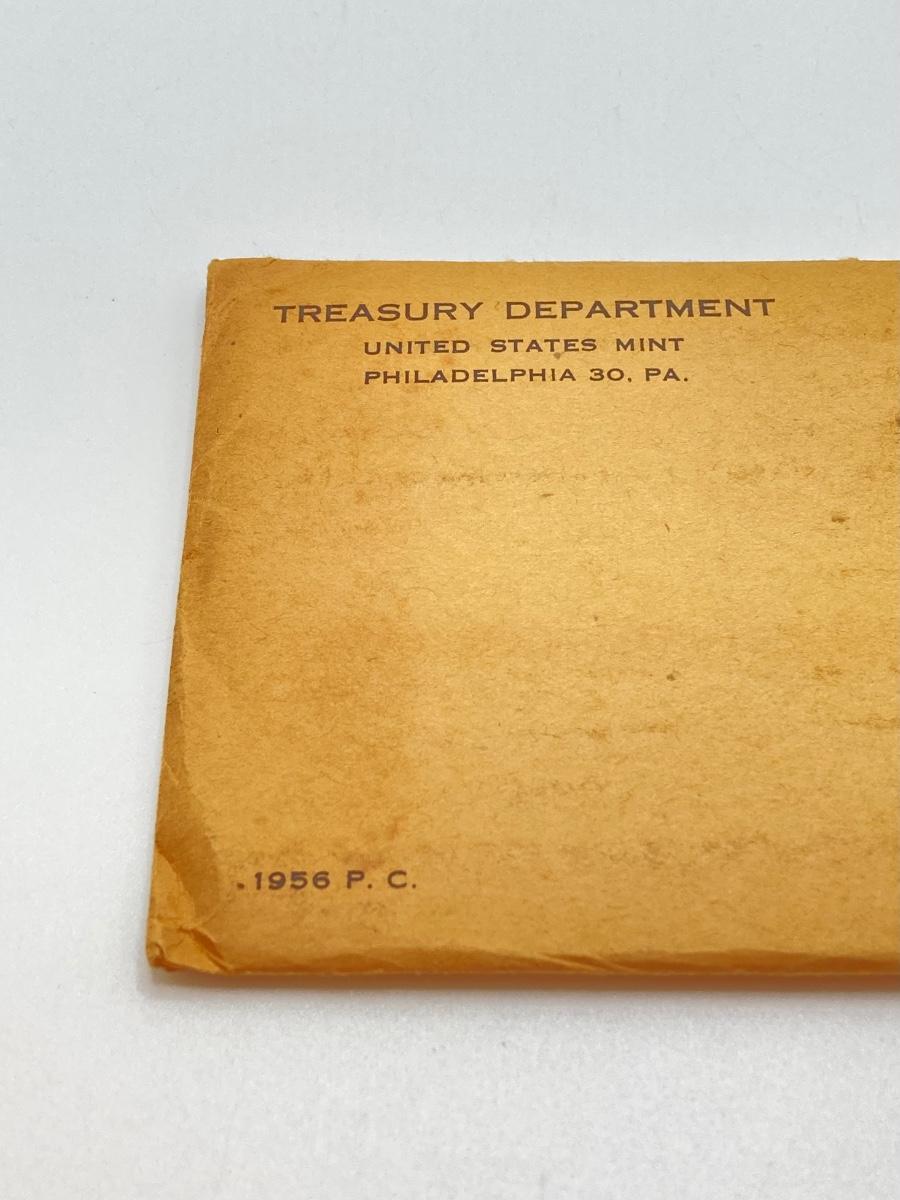 TREASURY DEPARTMENT
UNITED STATES MINT
PHILADELPHIA 30, PA.
.1956 P. C.